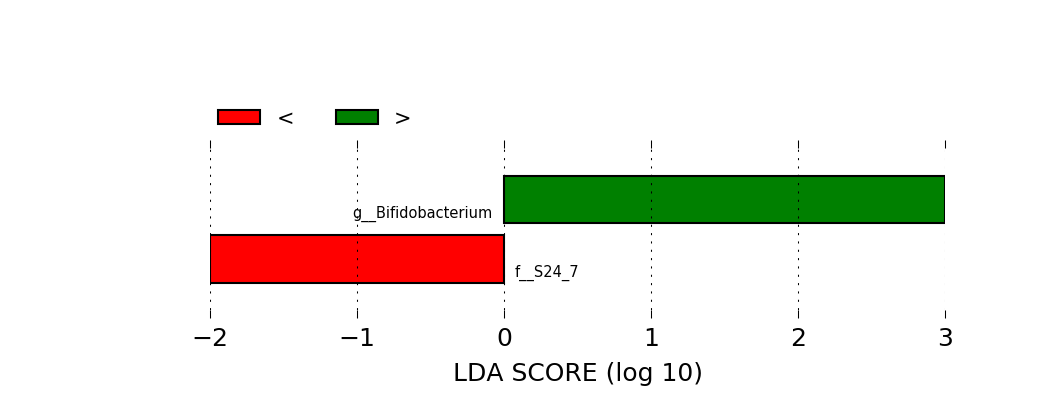 < >
g__Bifidobacterium
f__S24_7
−2 −1 0 1 2 3
LDA SCORE (log 10)